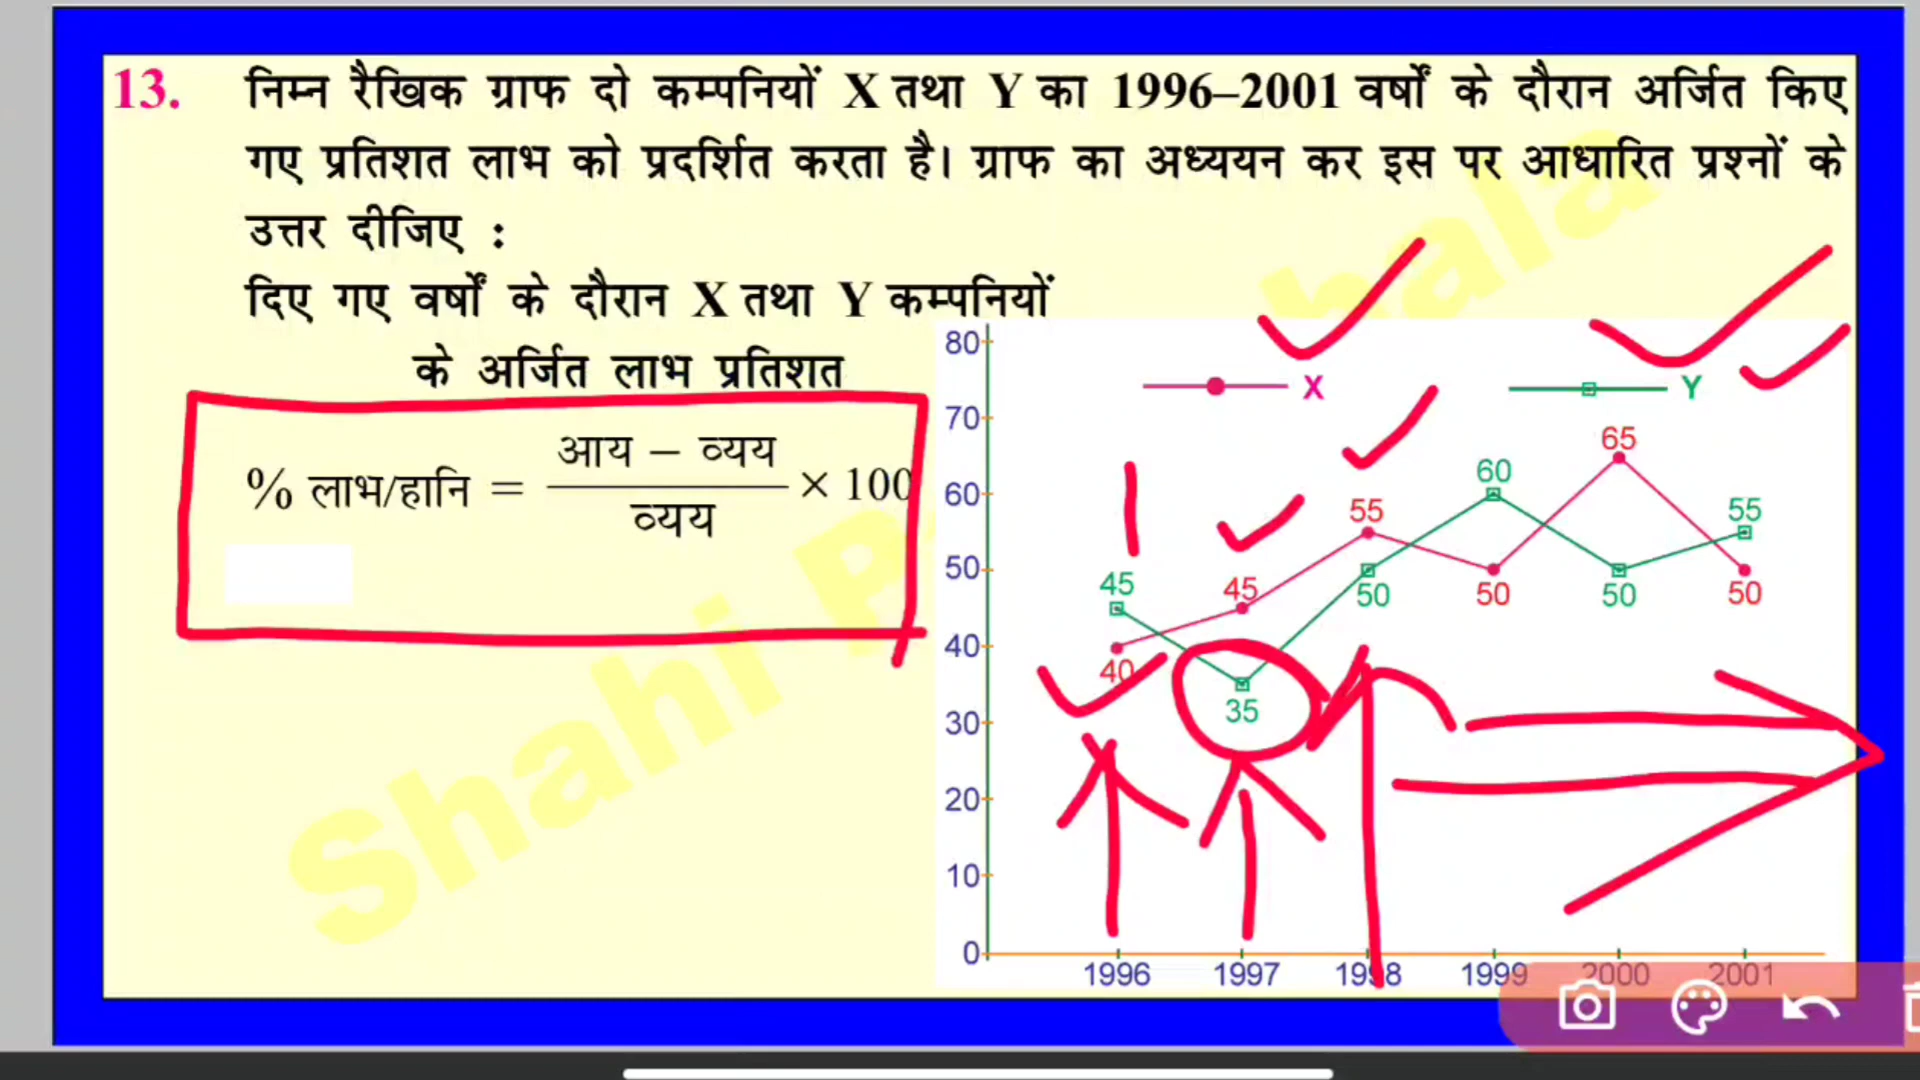 13. निम्न रैखिक ग्राफ दो कम्पनियों X तथा Y का 1996–2001 वर्षों के दौरान अर्जित किए
गए प्रतिशत लाभ को प्रदर्शित करता है। ग्राफ का अध्ययन कर इस पर आधारित प्रश्नों के
उत्तर दीजिए :
दिए गए वर्षों के दौरान X तथा Y कम्पनियों
के अर्जित लाभ प्रतिशत
% लाभ/हानि = आय – व्यय / व्यय × 100
X Y
80
70
60
50
40
30
20
10
0
45 35 50 60 50 55
40 45 55 50 65 50
1996 1997 1998 1999 2000 2001
Shahi